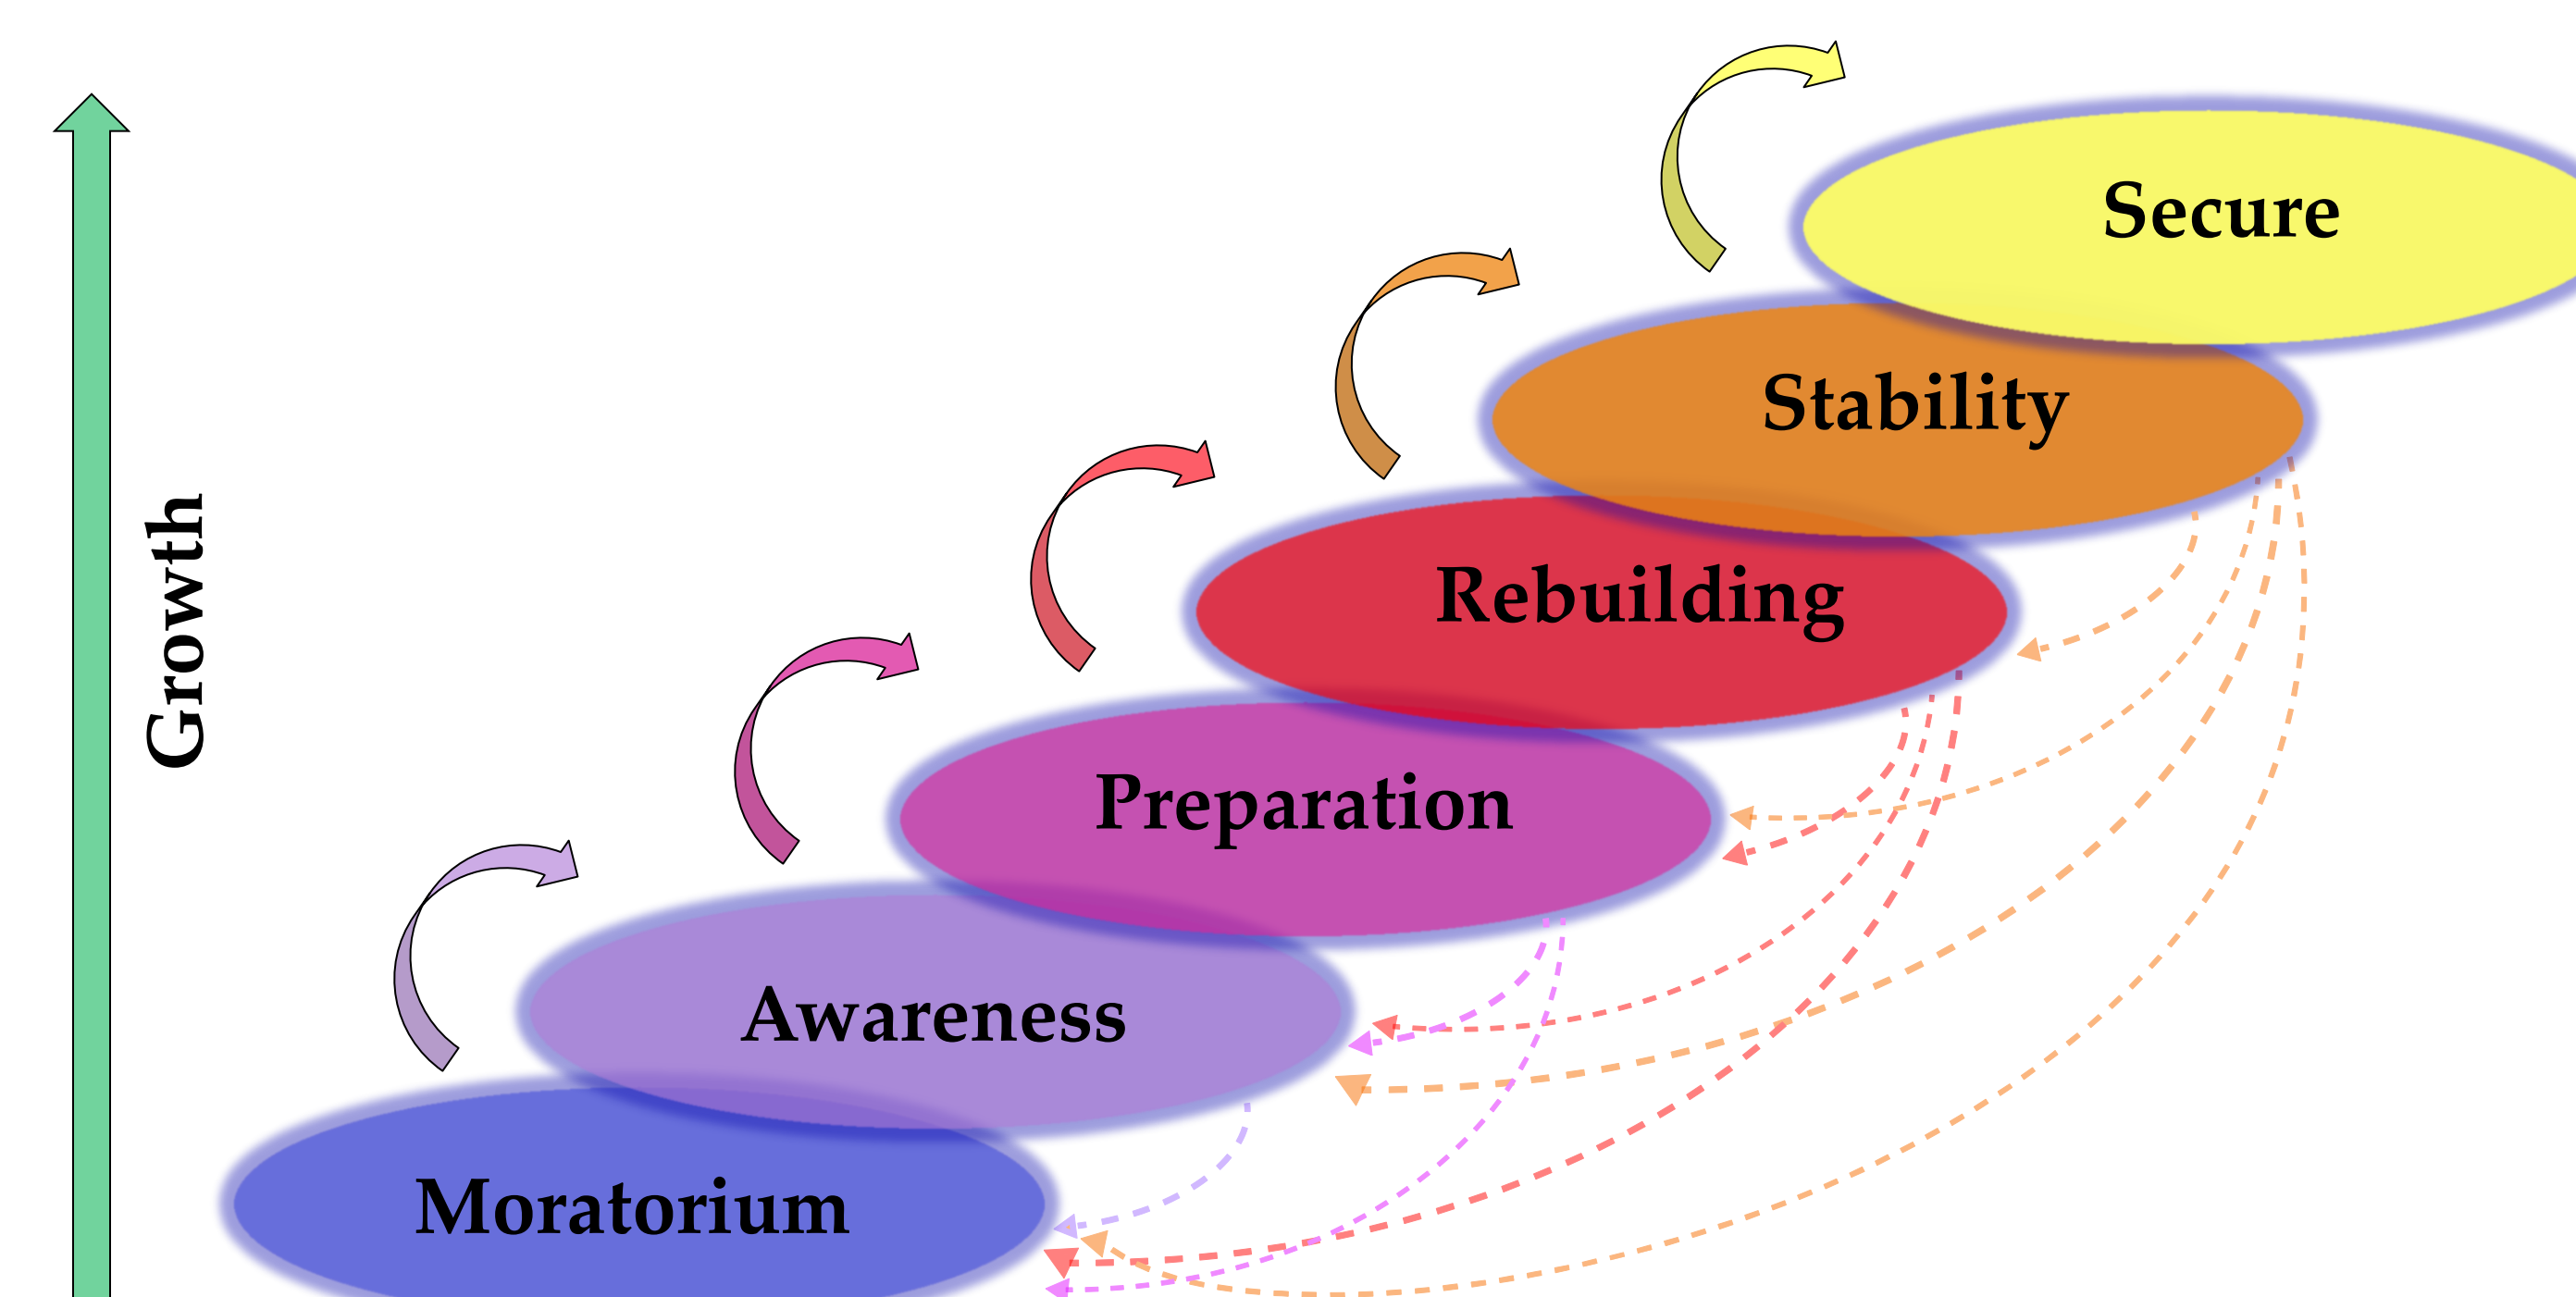 Secure
Stability
Rebuilding
Growth
Preparation
Awareness
Moratorium